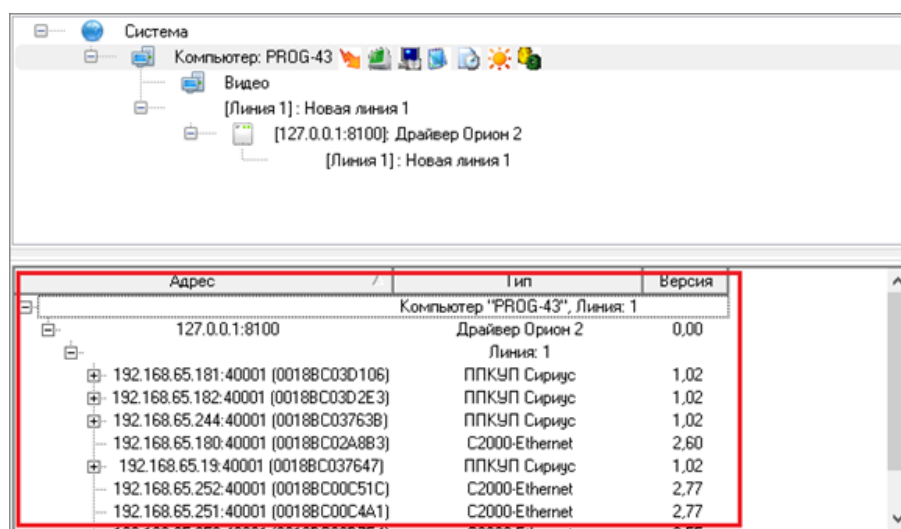 Система
Компьютер: PROG-43
Видео
[Линия 1] : Новая линия 1
[127.0.0.1:8100]: Драйвер Орион 2
[Линия 1] : Новая линия 1
Адрес Тип Версия
Компьютер "PROG-43", Линия: 1
127.0.0.1:8100 Драйвер Орион 2 0,00
Линия: 1
192.168.65.181:40001 (0018BC03D106) ППКУП Сириус 1,02
192.168.65.182:40001 (0018BC03D2E3) ППКУП Сириус 1,02
192.168.65.244:40001 (0018BC03763B) ППКУП Сириус 1,02
192.168.65.180:40001 (0018BC02A8B3) С2000-Ethernet 2,60
192.168.65.19:40001 (0018BC037647) ППКУП Сириус 1,02
192.168.65.252:40001 (0018BC00C51C) С2000-Ethernet 2,77
192.168.65.251:40001 (0018BC00C4A1) С2000-Ethernet 2,77